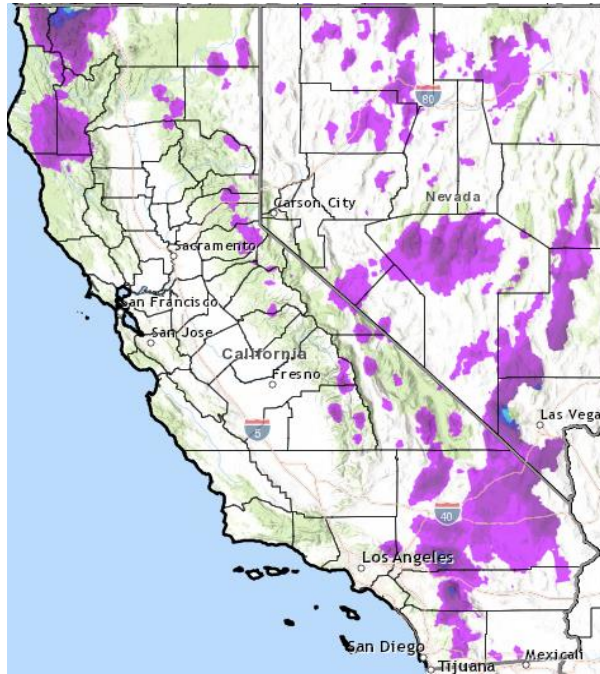 80
Nevada
Carson City
Sacramento
San Francisco
San Jose
California
Fresno
5
Las Vega
40
Los Angeles
San Diego
Mexicali
Tijuana